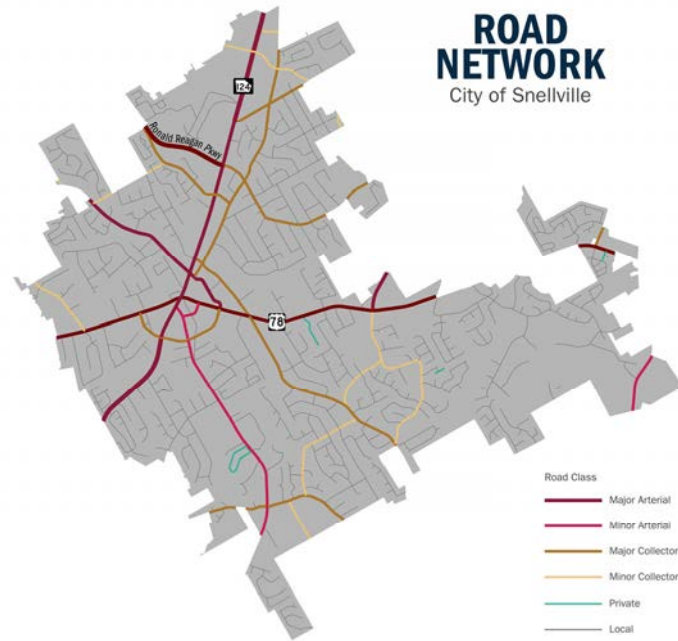 ROAD
NETWORK
City of Snellville
124
Ronald Reagan Pkwy
78
Road Class
Major Arterial
Minor Arterial
Major Collector
Minor Collector
Private
Local